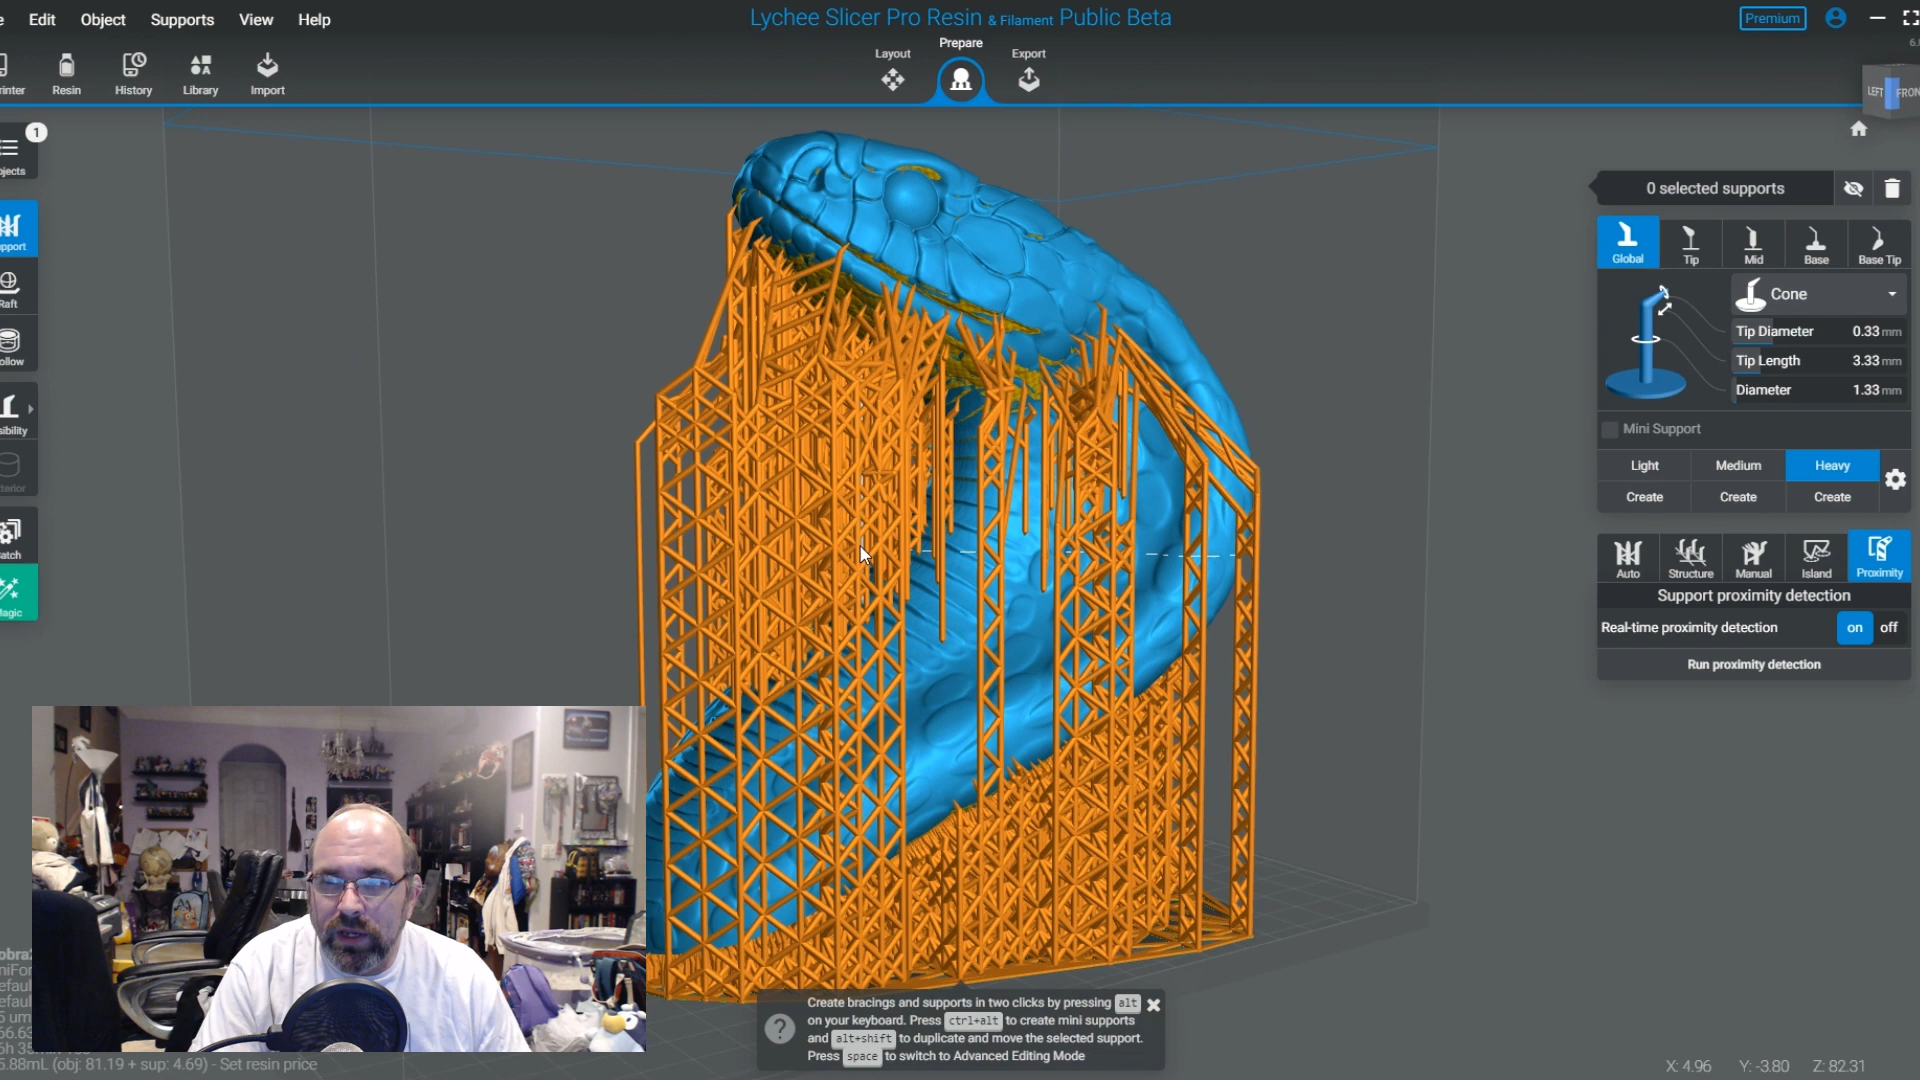 Edit Object Supports View Help
Lychee Slicer Pro Resin & Filament Public Beta
Premium
Resin History Library Import
Layout Prepare Export
LEFT
1
0 selected supports
Global Tip Mid Base Base Tip
Cone
Tip Diameter 0.33 mm
Tip Length 3.33 mm
Diameter 1.33 mm
Mini Support
Light Medium Heavy
Create Create Create
Auto Structure Manual Island Proximity
Support proximity detection
Real-time proximity detection on off
Run proximity detection
Create bracings and supports in two clicks by pressing alt
on your keyboard. Press ctrl+alt to create mini supports
and alt+shift to duplicate and move the selected support.
Press space to switch to Advanced Editing Mode
(obj: 81.19 + sup: 4.69) - Set resin price
X: 4.96 Y: -3.80 Z: 82.31